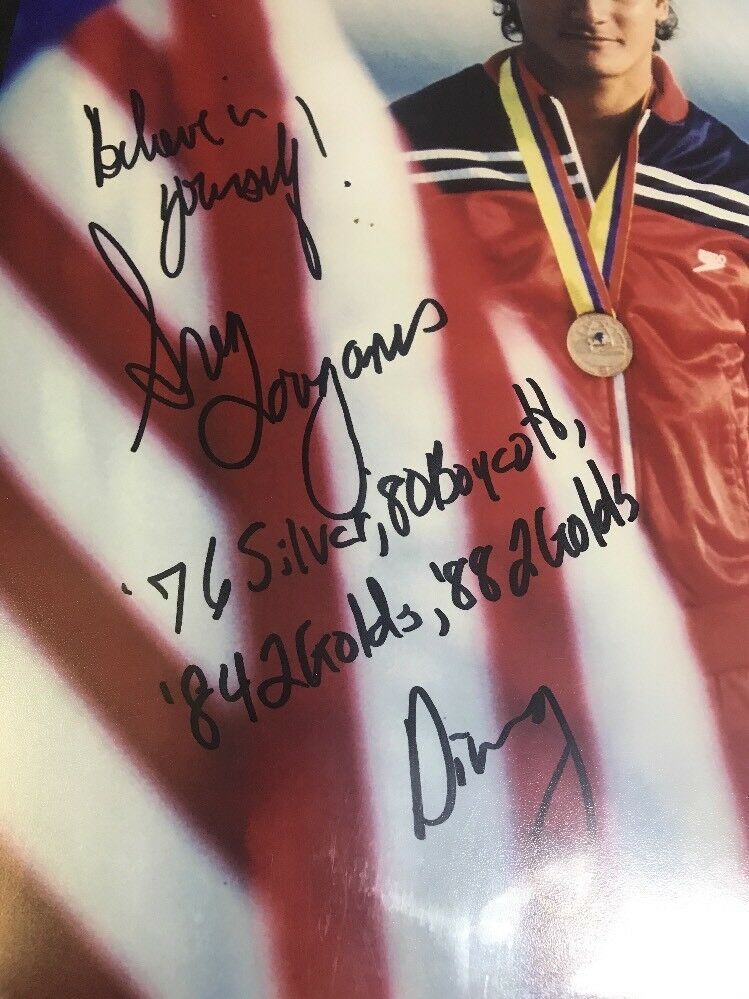 believe in
yourself!
Greg Louganis
'76 Silver, 80 Boycott,
'84 2 Golds, '88 2 Golds
Diving